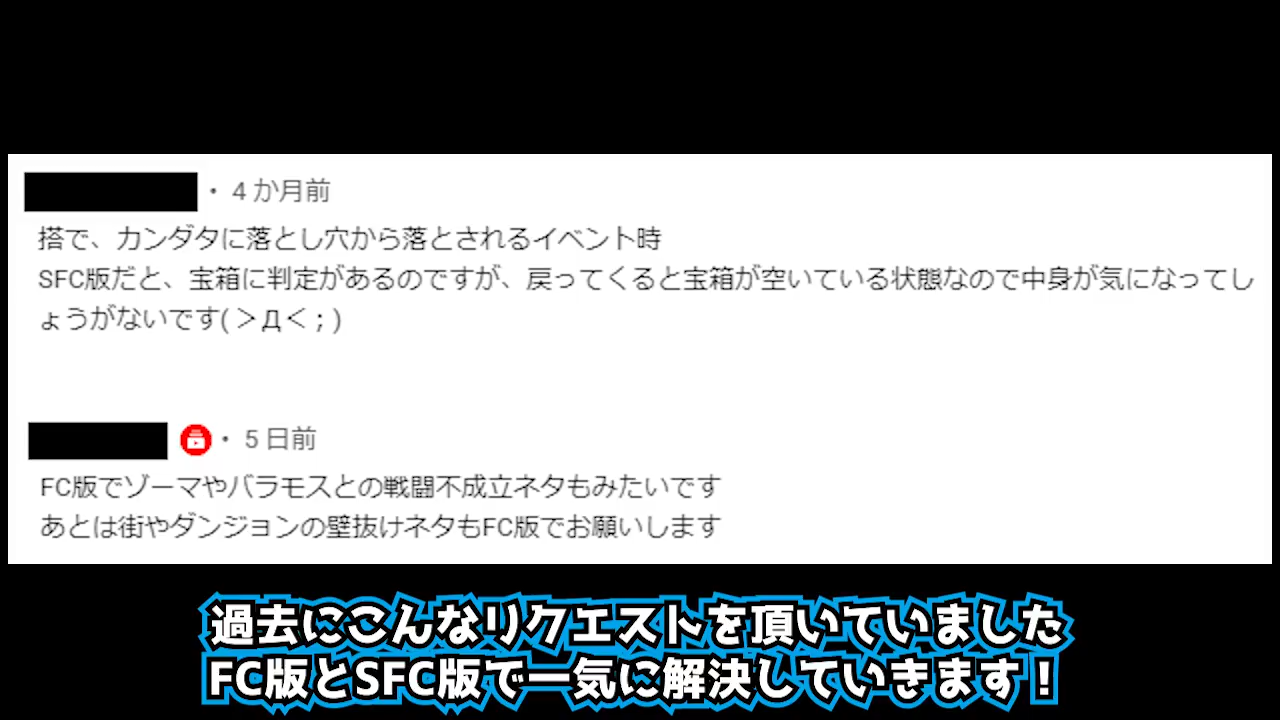 ・ 4 か月前
搭で、カンダタに落とし穴から落とされるイベント時
SFC版だと、宝箱に判定があるのですが、戻ってくると宝箱が空いている状態なので中身が気になってし
ょうがないです(＞Д＜；)
・ 5 日前
FC版でゾーマやバラモスとの戦闘不成立ネタもみたいです
あとは街やダンジョンの壁抜けネタもFC版でお願いします
過去にこんなリクエストを頂いていました
FC版とSFC版で一気に解決していきます！